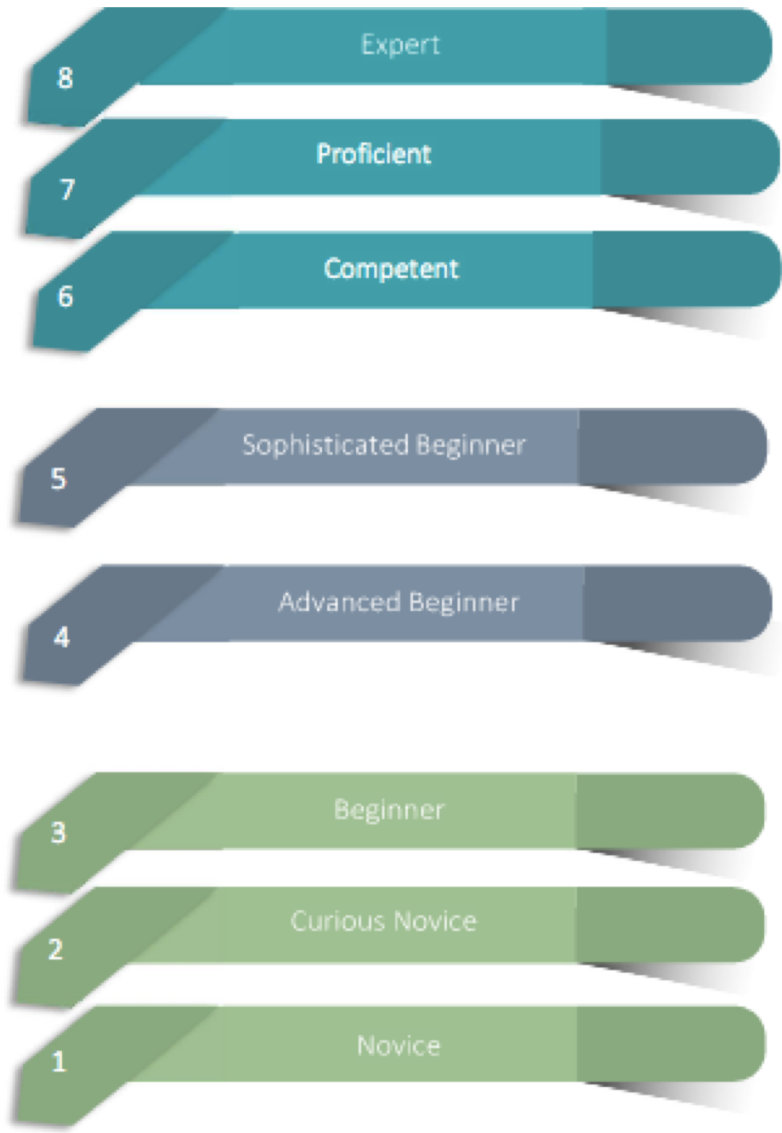 8 Expert
7 Proficient
6 Competent
5 Sophisticated Beginner
4 Advanced Beginner
3 Beginner
2 Curious Novice
1 Novice